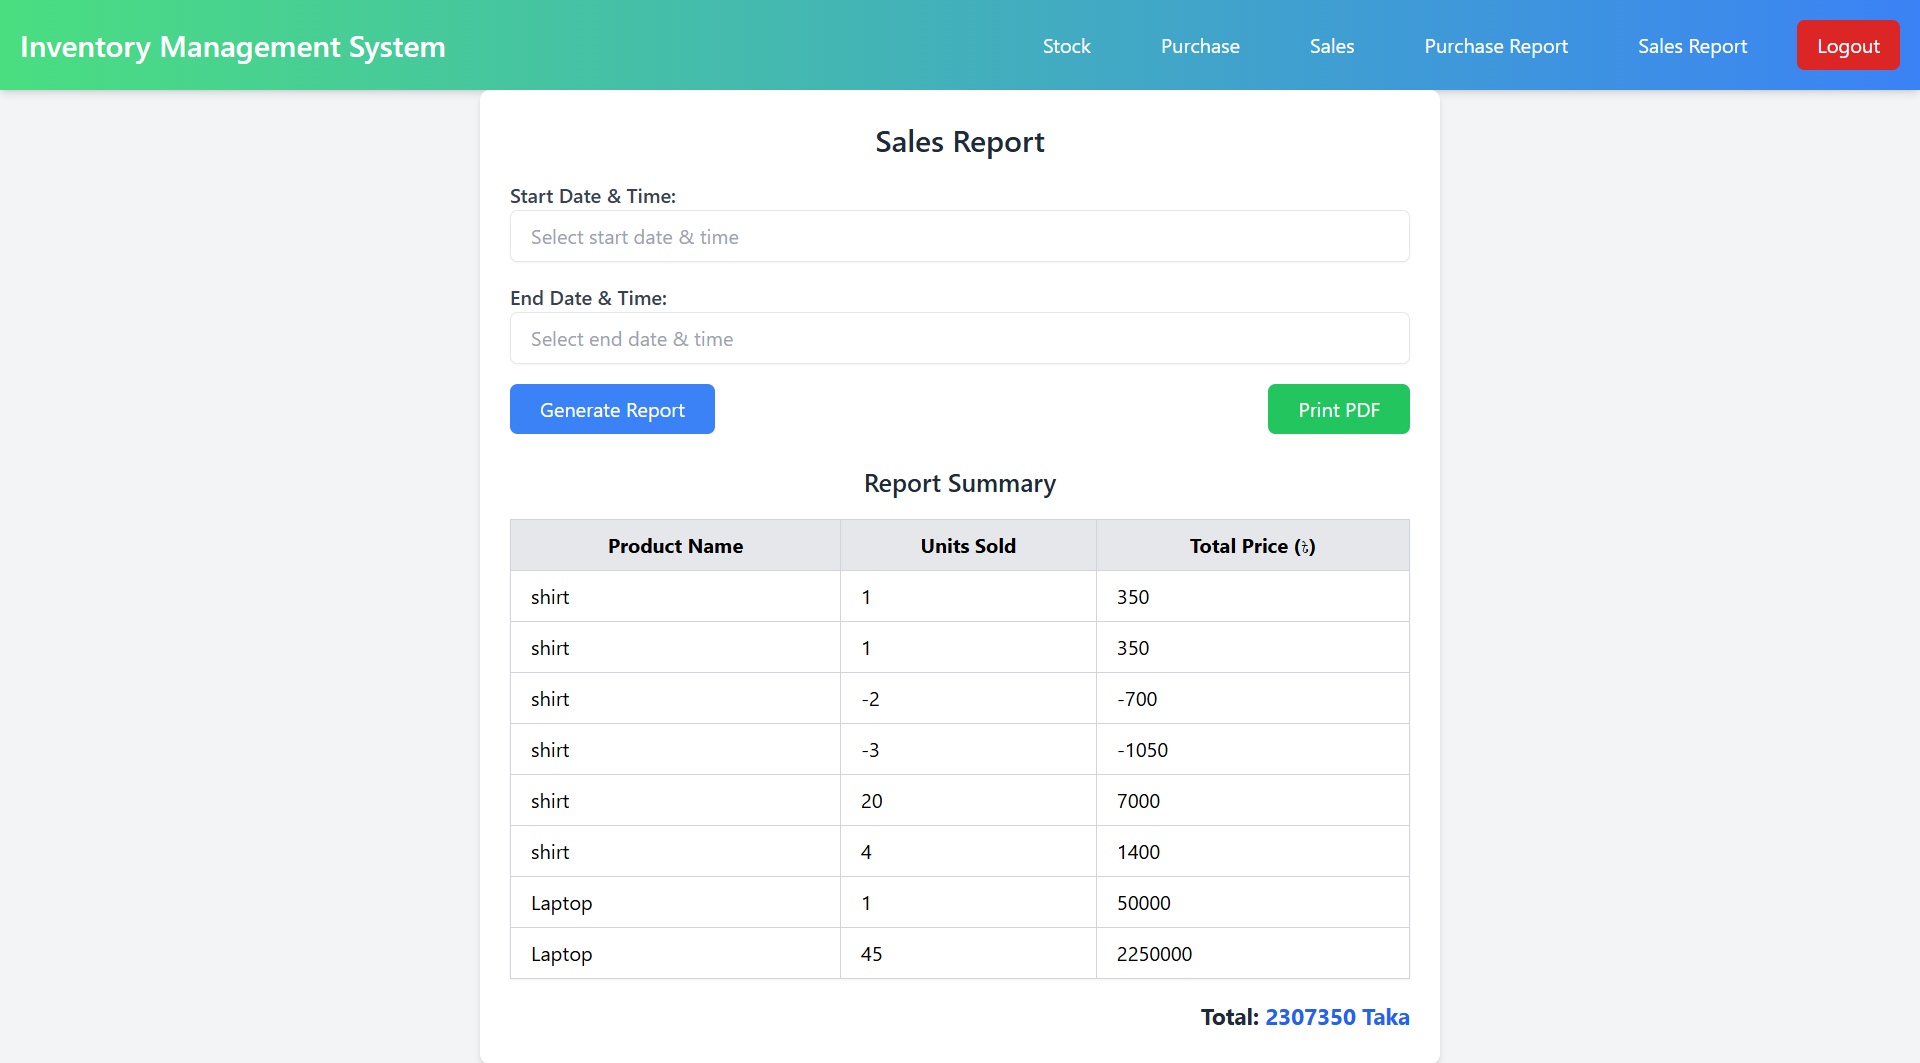 Inventory Management System Stock Purchase Sales Purchase Report Sales Report Logout
Sales Report
Start Date & Time:
Select start date & time
End Date & Time:
Select end date & time
Generate Report Print PDF
Report Summary
Product Name Units Sold Total Price (৳)
shirt 1 350
shirt 1 350
shirt -2 -700
shirt -3 -1050
shirt 20 7000
shirt 4 1400
Laptop 1 50000
Laptop 45 2250000
Total: 2307350 Taka